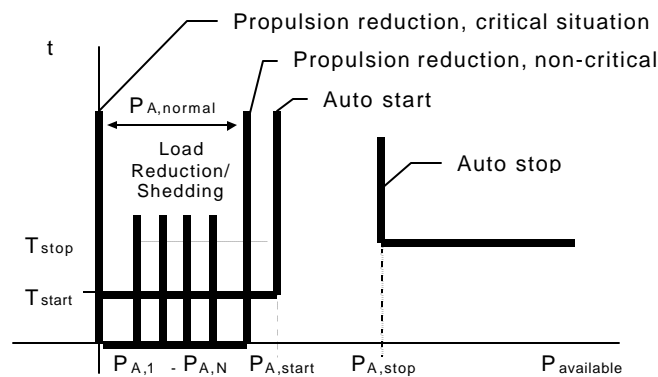 Propulsion reduction, critical situation
t
Propulsion reduction, non-critical
PA,normal
Auto start
Load
Reduction/
Shedding
Auto stop
Tstop
Tstart
PA,1 - PA,N PA,start PA,stop Pavailable